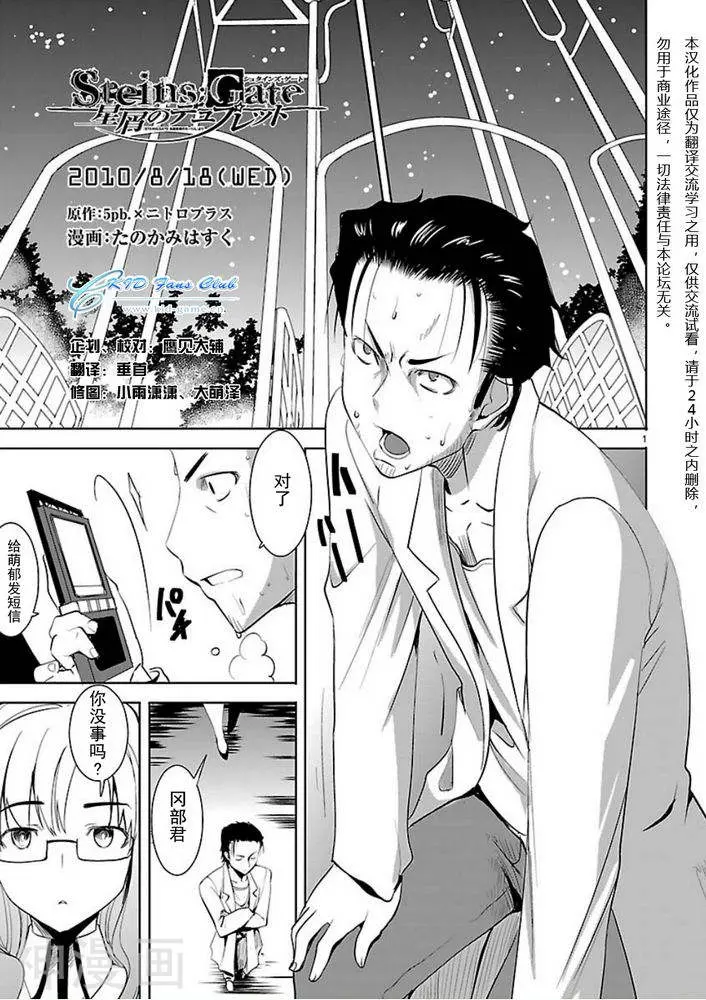 Steins;Gate
シュタインズ・ゲート
星屑のデュプレット
2010/8/18(WED)
原作:5pb.×ニトロプラス
漫画:たのかみはすく
KID Fans Club
企划、校对：鹰见大辅
翻译：垂首
修图：小雨潇潇、大萌泽
本汉化作品仅为翻译交流学习之用，仅供交流试看，请于24小时之内删除，
勿用于商业途径，一切法律责任与本论坛无关。
1
对了
给萌郁发短信
パキ
冈部君
你没事吗？
神漫画